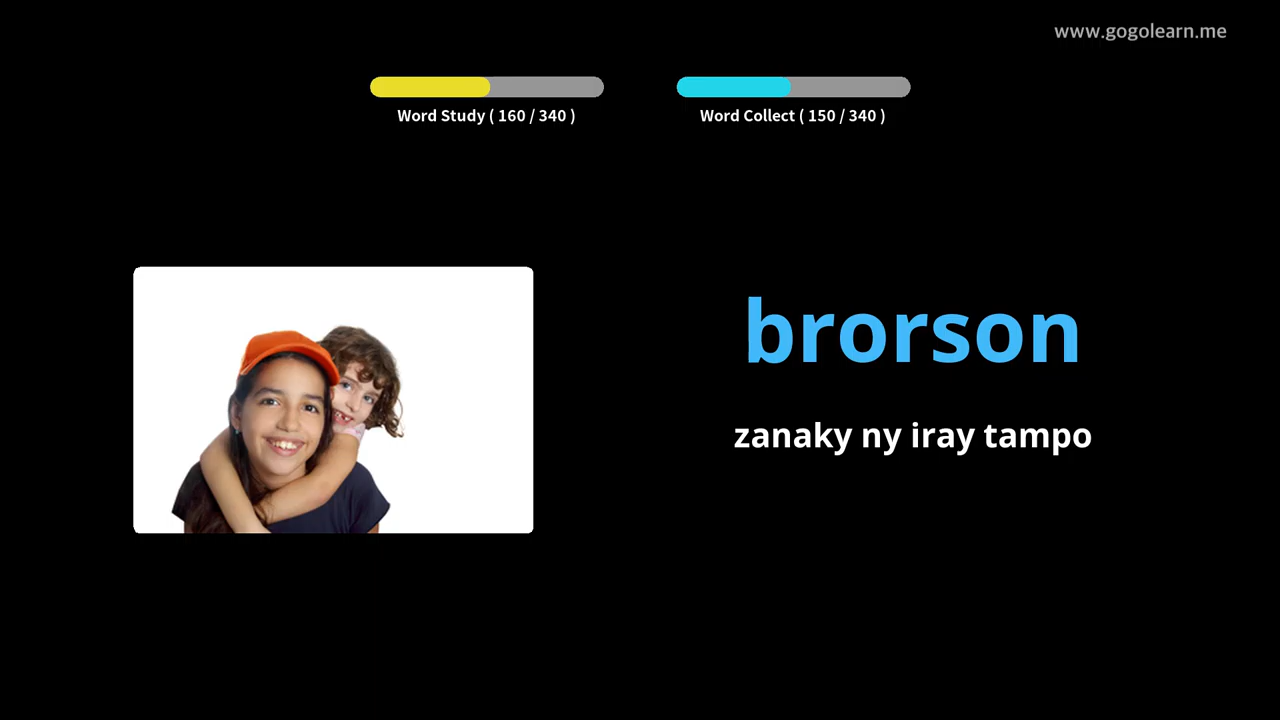 www.gogolearn.me
Word Study ( 160 / 340 )
Word Collect ( 150 / 340 )
brorson
zanaky ny iray tampo